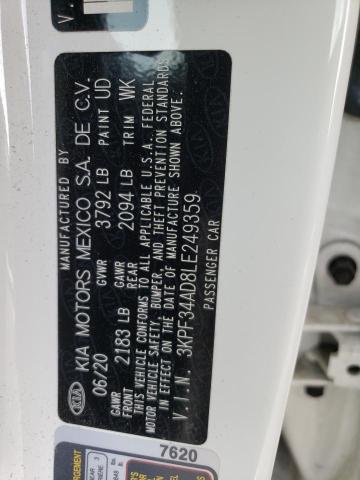 MANUFACTURED BY
KIA MOTORS MEXICO S.A. DE C.V.
06/20 GVWR 3792 LB PAINT UD
GAWR FRONT 2183 LB GAWR REAR 2094 LB TRIM WK
THIS VEHICLE CONFORMS TO ALL APPLICABLE U.S.A. FEDERAL
MOTOR VEHICLE SAFETY, BUMPER, AND THEFT PREVENTION STANDARDS
IN EFFECT ON THE DATE OF MANUFACTURE SHOWN ABOVE.
V.I.N. 3KPF34AD8LE249359
PASSENGER CAR
KIA
7620